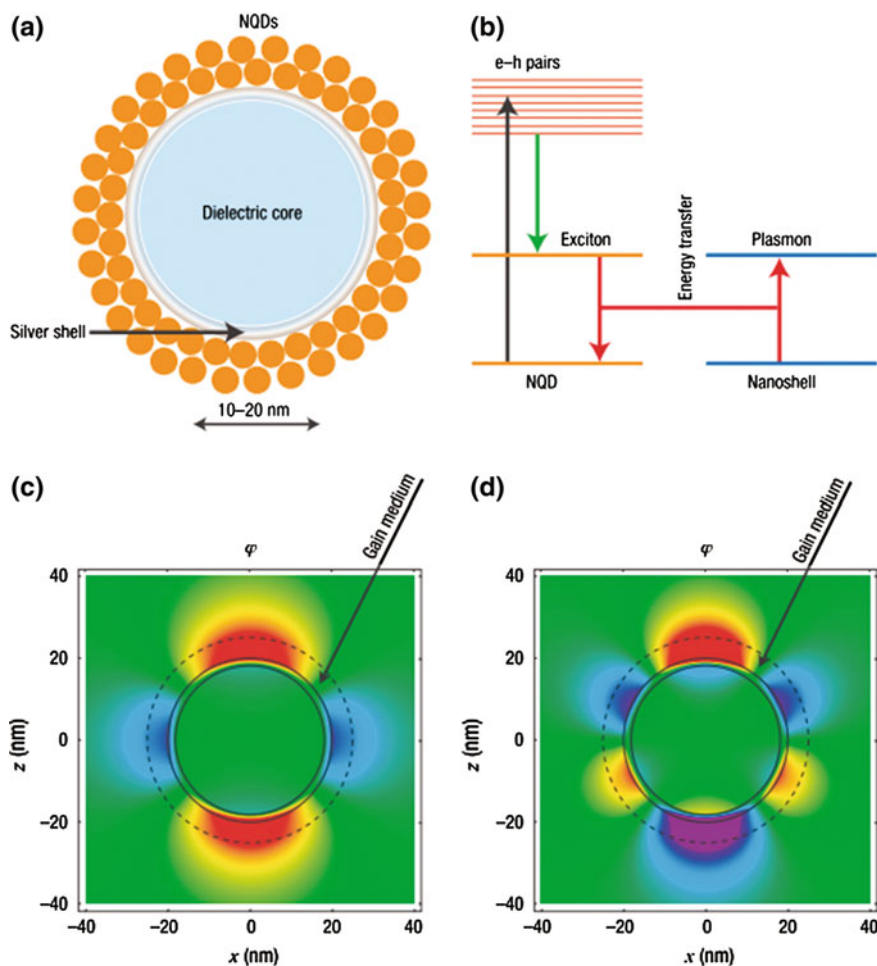 (a)
NQDs
Dielectric core
Silver shell
10–20 nm
(b)
e–h pairs
Exciton
Plasmon
Energy transfer
NQD
Nanoshell
(c)
Gain medium
φ
40
20
0
−20
−40
z (nm)
−40
−20
0
20
40
x (nm)
(d)
Gain medium
φ
40
20
0
−20
−40
z (nm)
−40
−20
0
20
40
x (nm)